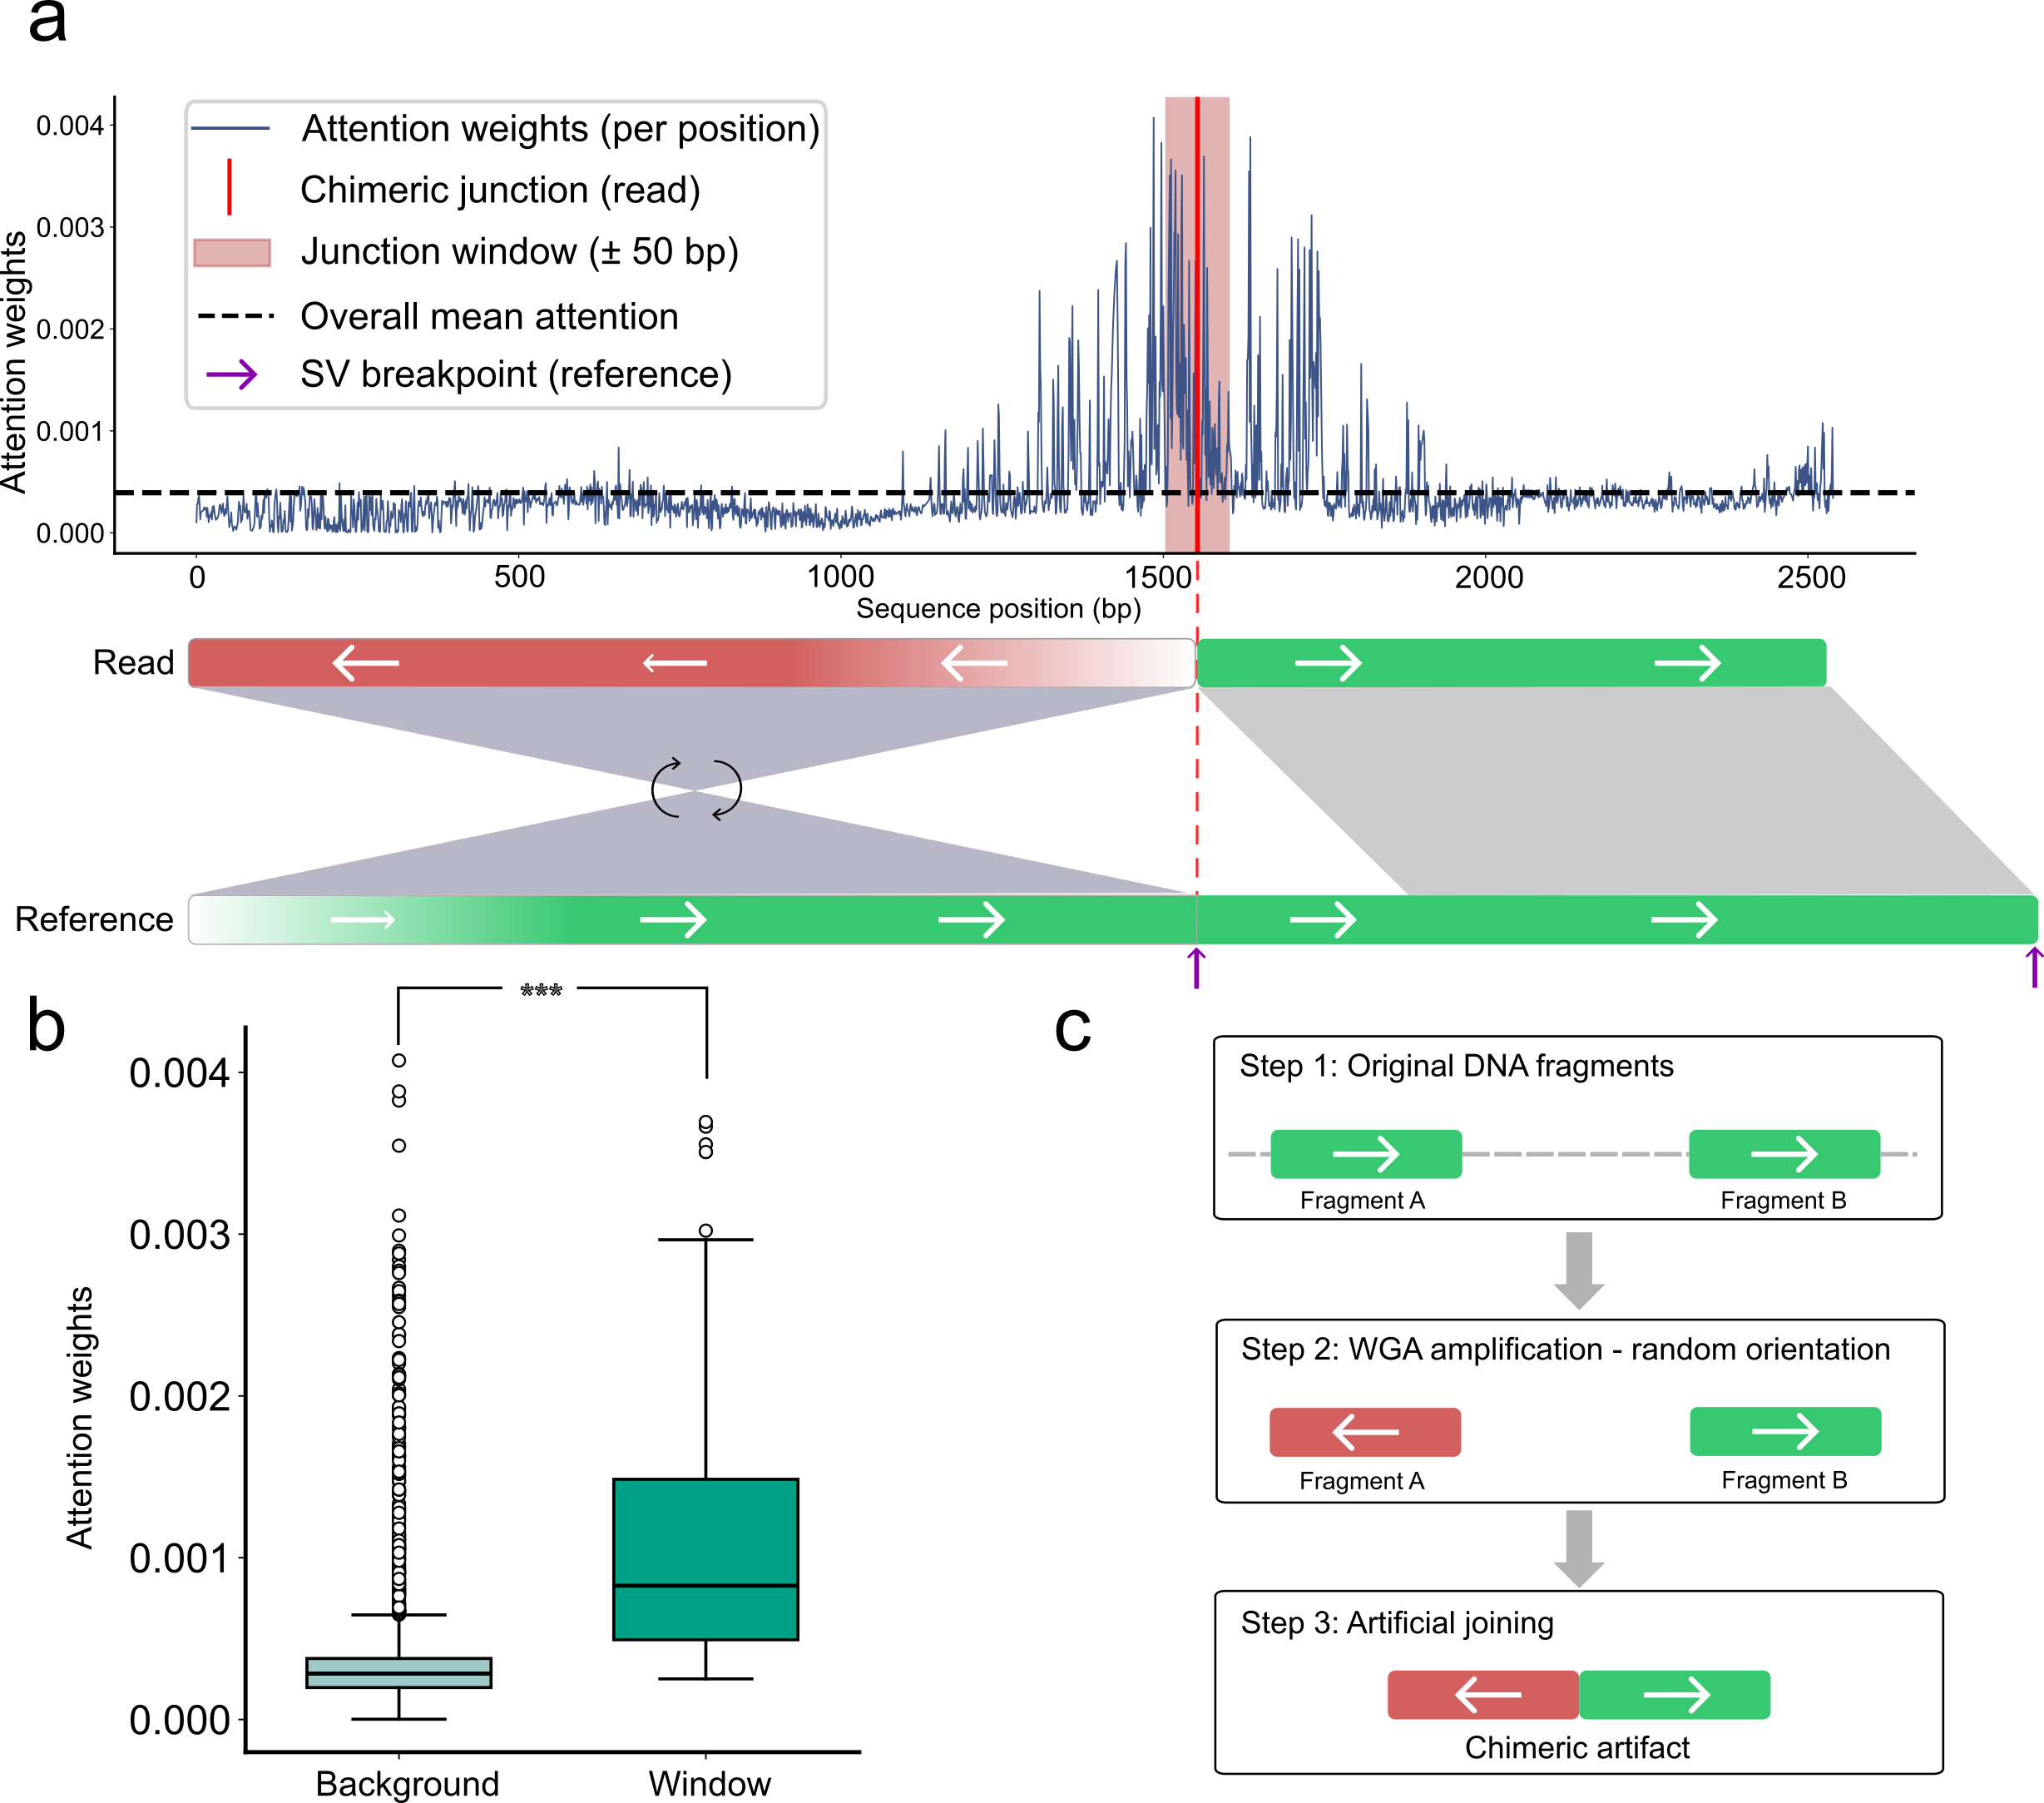 a
Attention weights
0.004
0.003
0.002
0.001
0.000
Attention weights (per position)
Chimeric junction (read)
Junction window (± 50 bp)
Overall mean attention
SV breakpoint (reference)
0 500 1000 1500 2000 2500
Sequence position (bp)
Read
Reference
b
***
Attention weights
0.004
0.003
0.002
0.001
0.000
Background Window
c
Step 1: Original DNA fragments
Fragment A Fragment B
Step 2: WGA amplification - random orientation
Fragment A Fragment B
Step 3: Artificial joining
Chimeric artifact